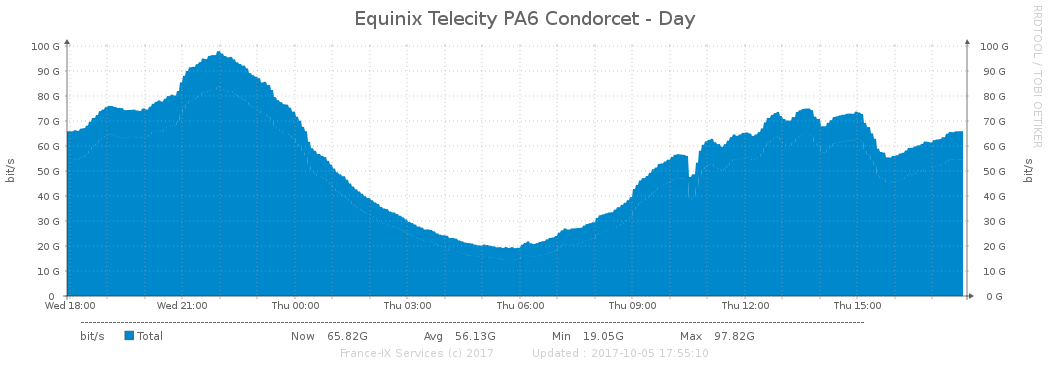 Equinix Telecity PA6 Condorcet - Day
RRDTOOL / TOBI OETIKER
bit/s
100 G
90 G
80 G
70 G
60 G
50 G
40 G
30 G
20 G
10 G
0
100 G
90 G
80 G
70 G
60 G
50 G
40 G
30 G
20 G
10 G
0 G
bit/s
Wed 18:00 Wed 21:00 Thu 00:00 Thu 03:00 Thu 06:00 Thu 09:00 Thu 12:00 Thu 15:00
bit/s Total Now 65.82G Avg 56.13G Min 19.05G Max 97.82G
France-IX Services (c) 2017 Updated : 2017-10-05 17:55:10